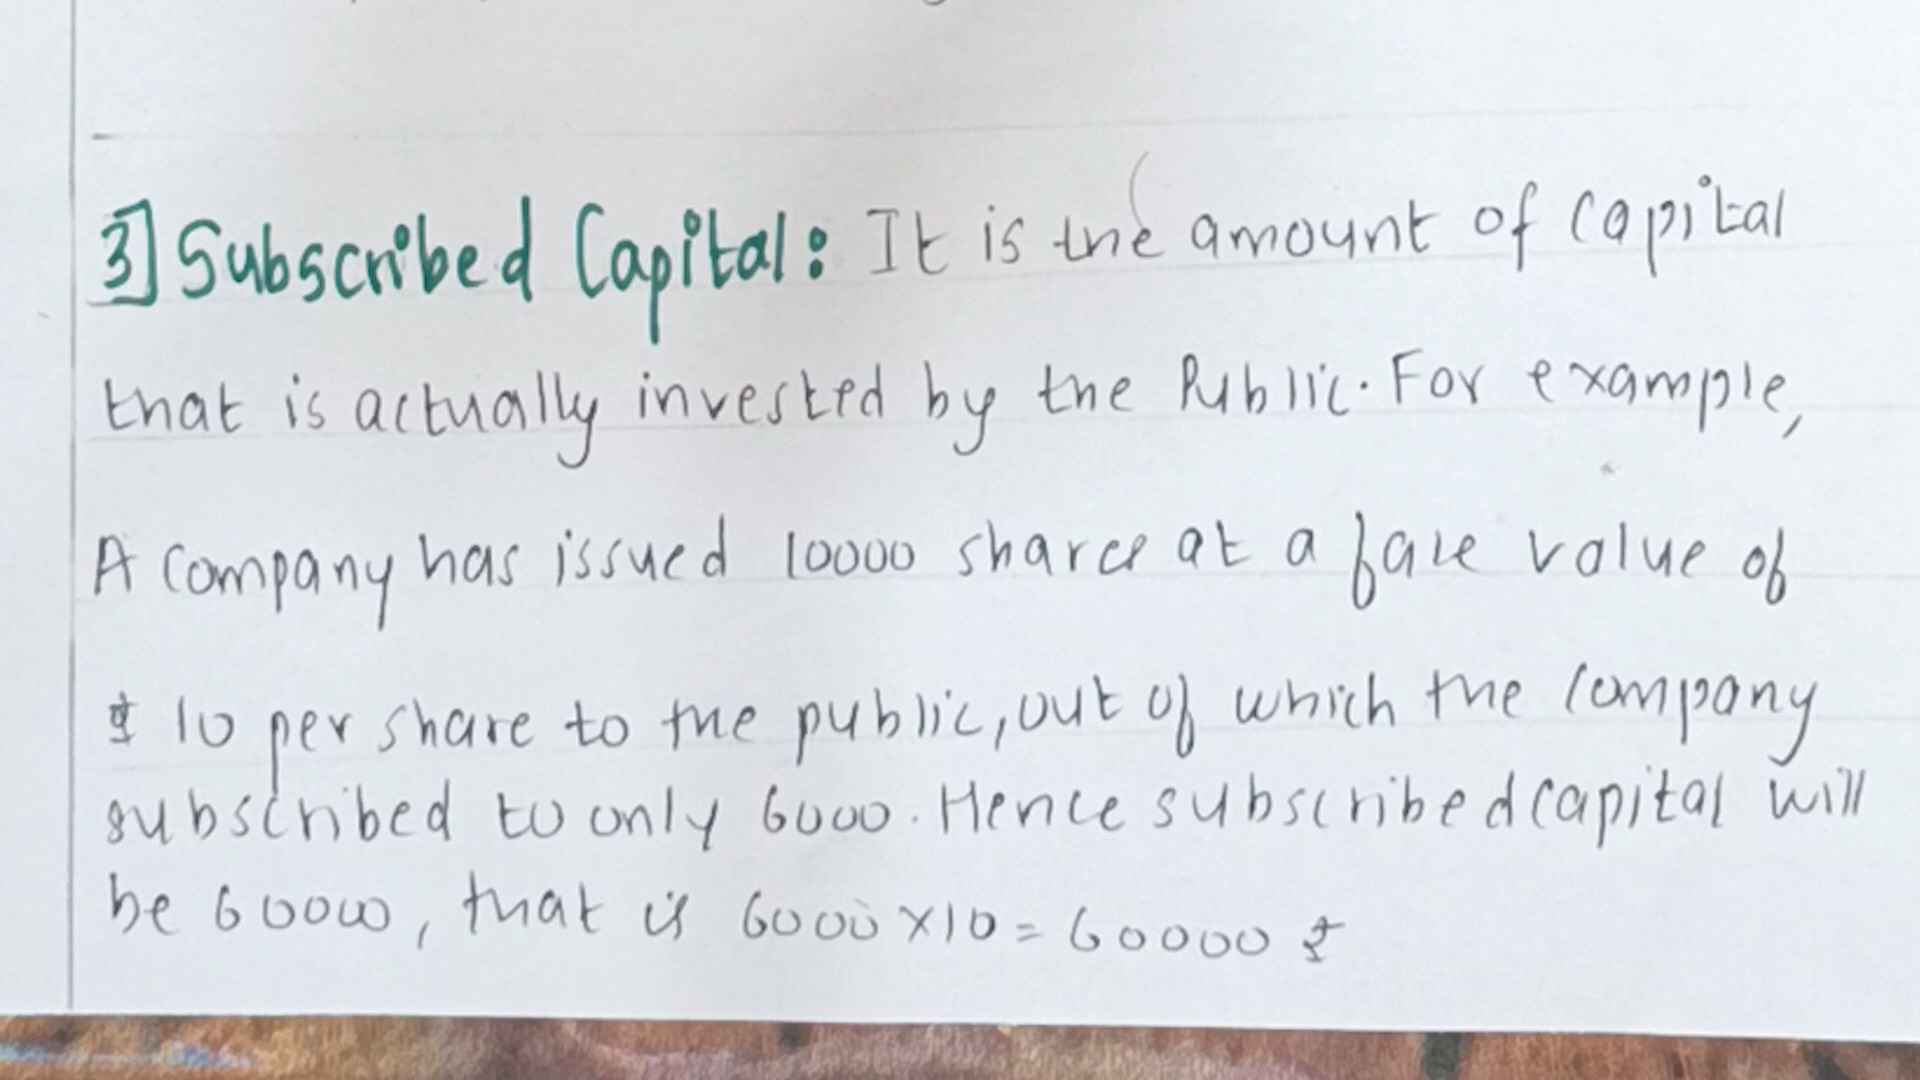 3] Subscribed Capital: It is the amount of capital
that is actually invested by the Public. For example,
A company has issued 10000 shares at a face value of
₹ 10 per share to the public, out of which the company
subscribed to only 6000. Hence subscribed capital will
be 60000, that is 6000 x 10 = 60000 ₹